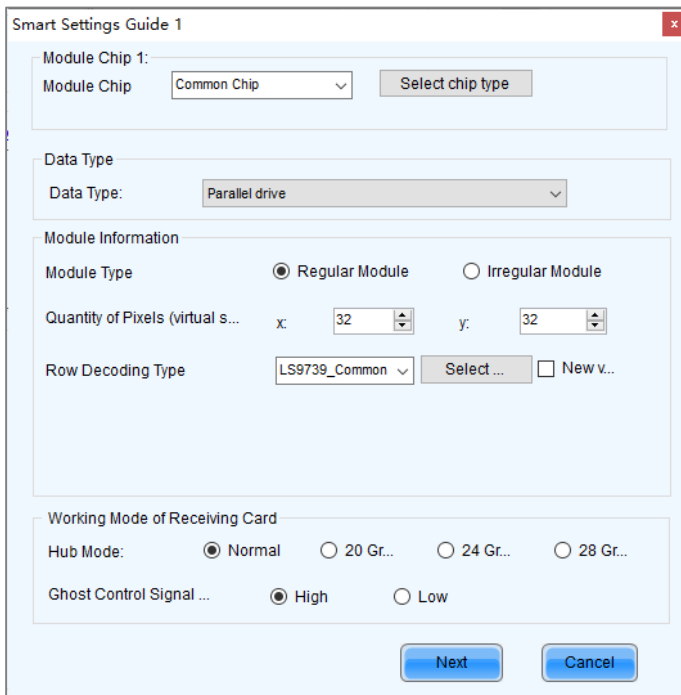 Smart Settings Guide 1
x
Module Chip 1:
Module Chip Common Chip Select chip type
Data Type
Data Type: Parallel drive
Module Information
Module Type Regular Module Irregular Module
Quantity of Pixels (virtual s... x: 32 y: 32
Row Decoding Type LS9739_Common Select ... New v...
Working Mode of Receiving Card
Hub Mode: Normal 20 Gr... 24 Gr... 28 Gr...
Ghost Control Signal ... High Low
Next Cancel